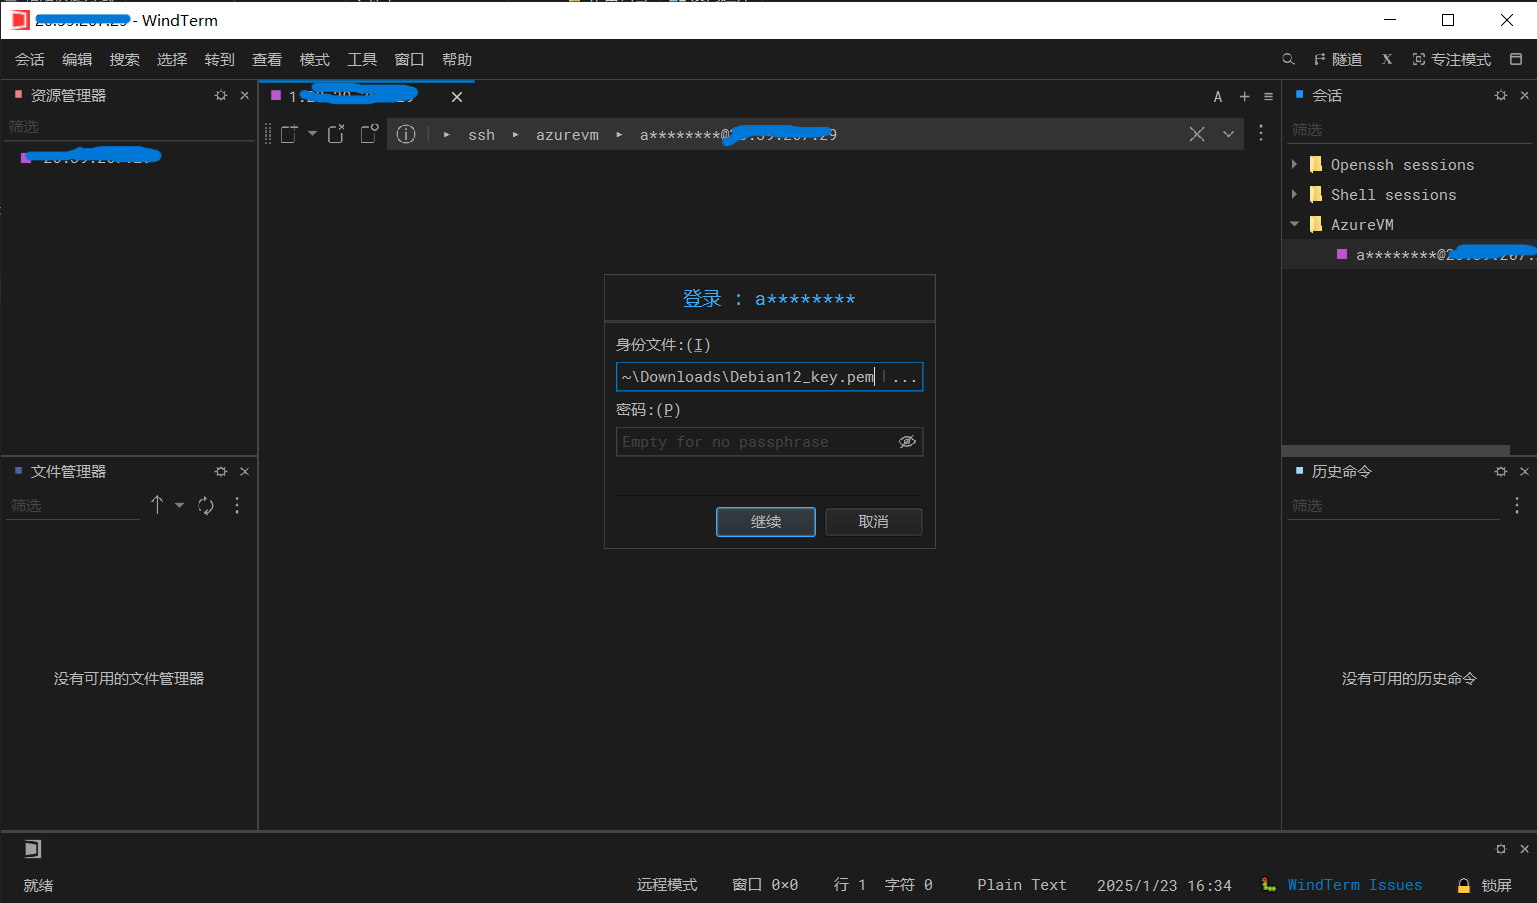 - WindTerm
会话 编辑 搜索 选择 转到 查看 模式 工具 窗口 帮助 隧道 X 专注模式
资源管理器
筛选
1.
A + ≡
ssh ▸ azurevm ▸ a********@
会话
筛选
Openssh sessions
Shell sessions
AzureVM
a********@
登录 : a********
身份文件:(I)
~\Downloads\Debian12_key.pem ...
密码:(P)
Empty for no passphrase
继续 取消
文件管理器
筛选
没有可用的文件管理器
历史命令
筛选
没有可用的历史命令
就绪 远程模式 窗口 0×0 行 1 字符 0 Plain Text 2025/1/23 16:34 WindTerm Issues 锁屏